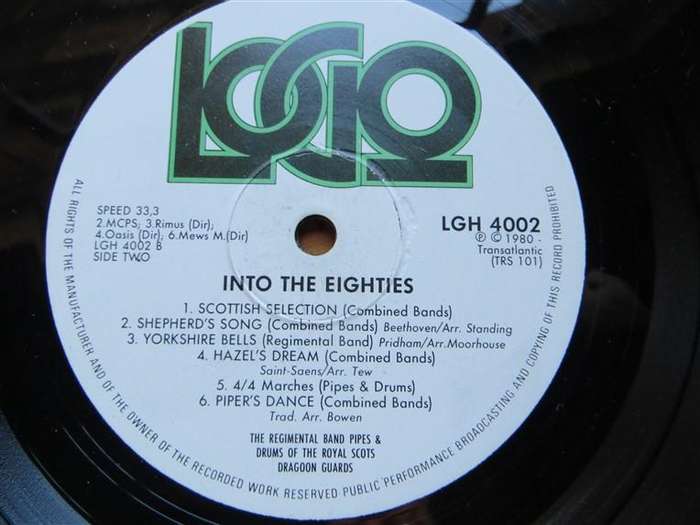 LOGO
SPEED 33,3
2.MCPS; 3.Rimus (Dir);
4.Oasis (Dir); 6.Mews M.(Dir)
LGH 4002 B
SIDE TWO
LGH 4002
Ⓟ © 1980 -
Transatlantic
(TRS 101)
INTO THE EIGHTIES
1. SCOTTISH SELECTION (Combined Bands)
2. SHEPHERD'S SONG (Combined Bands) Beethoven/Arr. Standing
3. YORKSHIRE BELLS (Regimental Band) Pridham/Arr.Moorhouse
4. HAZEL'S DREAM (Combined Bands)
Saint-Saens/Arr. Tew
5. 4/4 Marches (Pipes & Drums)
6. PIPER'S DANCE (Combined Bands)
Trad. Arr. Bowen
THE REGIMENTAL BAND PIPES &
DRUMS OF THE ROYAL SCOTS
DRAGOON GUARDS
ALL RIGHTS OF THE MANUFACTURER AND OF THE OWNER OF THE RECORDED WORK RESERVED PUBLIC PERFORMANCE BROADCASTING AND COPYING OF THIS RECORD PROHIBITED